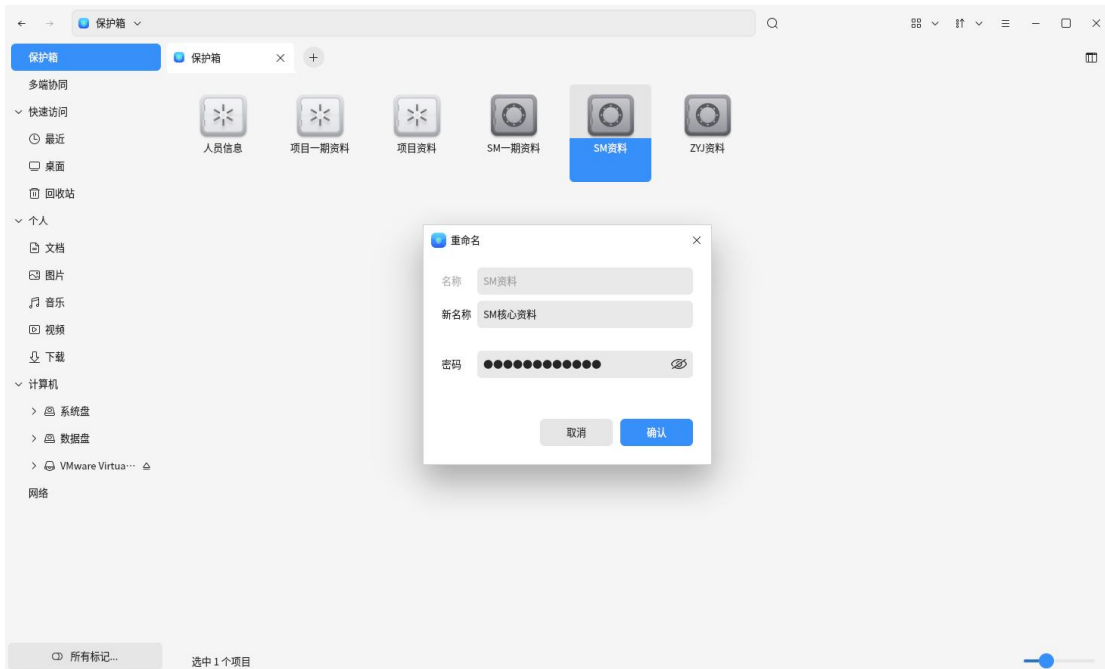 保护箱
保护箱
保护箱
多端协同
快速访问
最近
桌面
回收站
个人
文档
图片
音乐
视频
下载
计算机
系统盘
数据盘
VMware Virtua…
网络
人员信息
项目一期资料
项目资料
SM一期资料
SM资料
ZYJ资料
重命名
名称 SM资料
新名称 SM核心资料
密码 ●●●●●●●●●●●●
取消 确认
所有标记...
选中 1 个项目